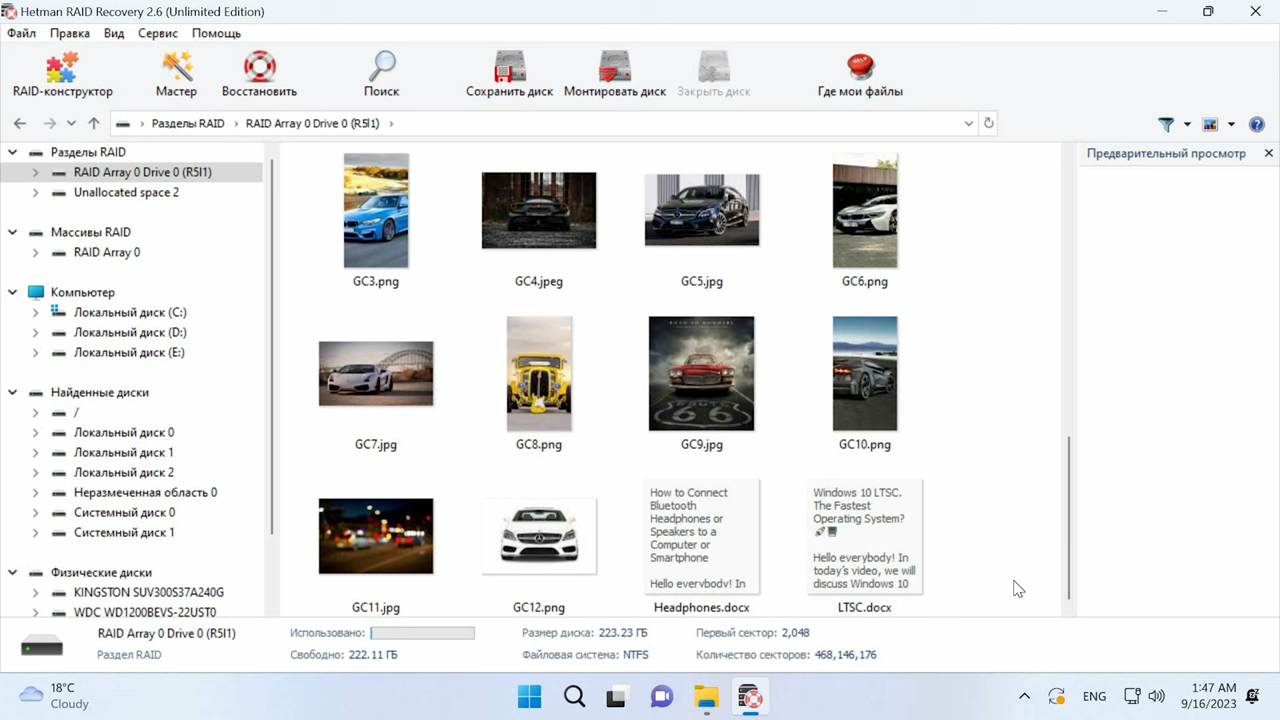 Hetman RAID Recovery 2.6 (Unlimited Edition)
Файл Правка Вид Сервис Помощь
RAID-конструктор Мастер Восстановить Поиск Сохранить диск Монтировать диск Закрыть диск Где мои файлы
Разделы RAID RAID Array 0 Drive 0 (R5l1)
Разделы RAID
RAID Array 0 Drive 0 (R5l1)
Unallocated space 2
Массивы RAID
RAID Array 0
Компьютер
Локальный диск (C:)
Локальный диск (D:)
Локальный диск (E:)
Найденные диски
/
Локальный диск 0
Локальный диск 1
Локальный диск 2
Неразмеченная область 0
Системный диск 0
Системный диск 1
Физические диски
KINGSTON SUV300S37A240G
WDC WD1200BEVS-22UST0
GC3.png GC4.jpeg GC5.jpg GC6.png
ROAD TO NOWHERE
ROUTE
66
GC7.jpg GC8.png GC9.jpg GC10.png
How to Connect
Bluetooth
Headphones or
Speakers to a
Computer or
Smartphone
Hello everybody! In
Windows 10 LTSC.
The Fastest
Operating System?
🚀💻
Hello everybody! In
today's video, we will
discuss Windows 10
GC11.jpg GC12.png Headphones.docx LTSC.docx
Предварительный просмотр
RAID Array 0 Drive 0 (R5l1)
Раздел RAID
Использовано:
Свободно: 222.11 ГБ
Размер диска: 223.23 ГБ
Файловая система: NTFS
Первый сектор: 2,048
Количество секторов: 468,146,176
18°C
Cloudy
ENG
1:47 AM
9/16/2023